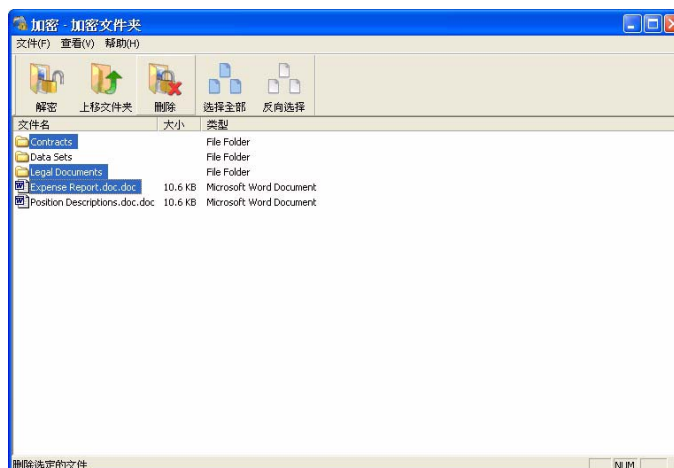 加密 - 加密文件夹
文件(F) 查看(V) 帮助(H)
解密 上移文件夹 删除 选择全部 反向选择
文件名 大小 类型
Contracts File Folder
Data Sets File Folder
Legal Documents File Folder
Expense Report.doc.doc 10.6 KB Microsoft Word Document
Position Descriptions.doc.doc 10.6 KB Microsoft Word Document
删除选定的文件 NUM